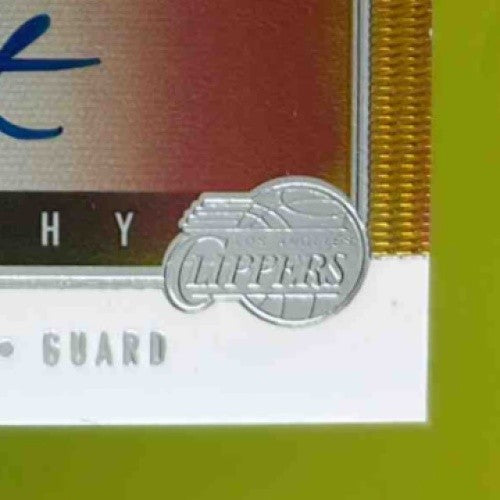 H Y
LOS ANGELES
CLIPPERS
• GUARD